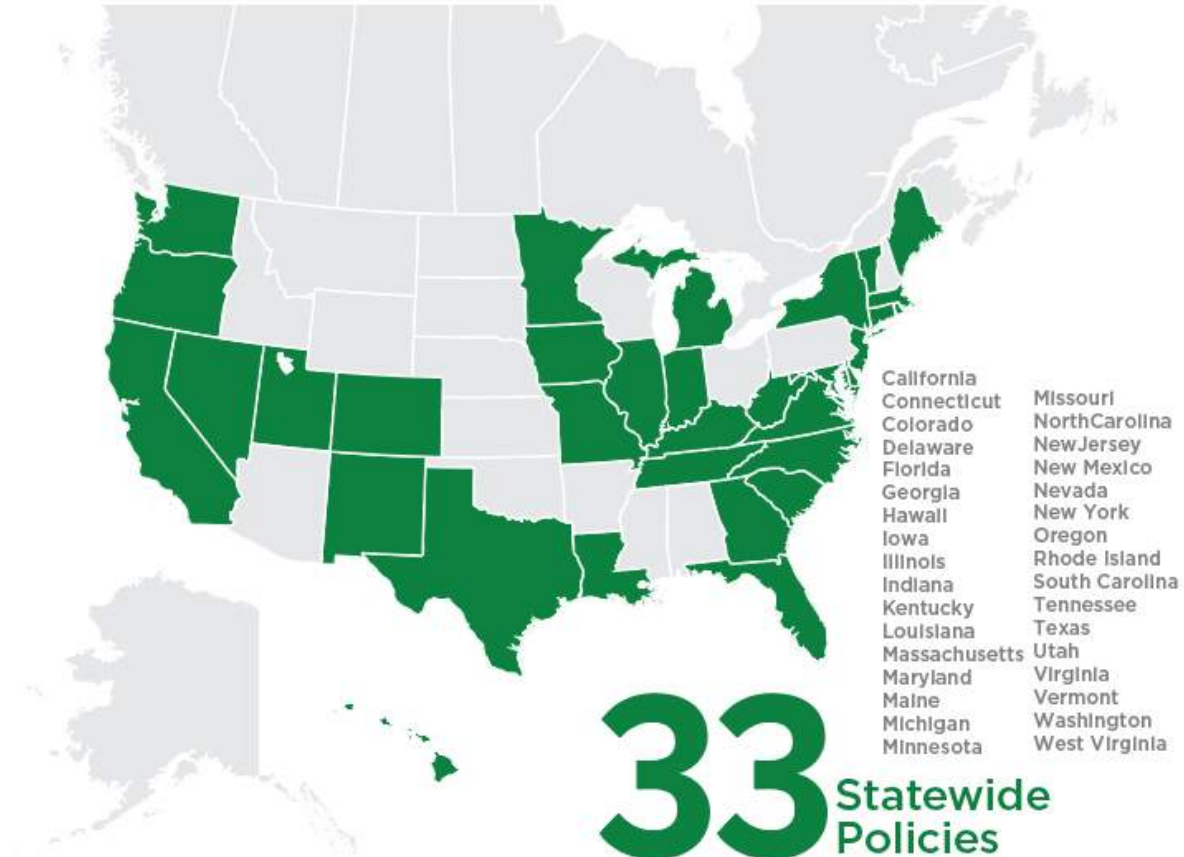 California
Connecticut
Colorado
Delaware
Florida
Georgia
Hawaii
Iowa
Illinois
Indiana
Kentucky
Louisiana
Massachusetts
Maryland
Maine
Michigan
Minnesota
Missouri
NorthCarolina
NewJersey
New Mexico
Nevada
New York
Oregon
Rhode Island
South Carolina
Tennessee
Texas
Utah
Virginia
Vermont
Washington
West Virginia
33
Statewide
Policies